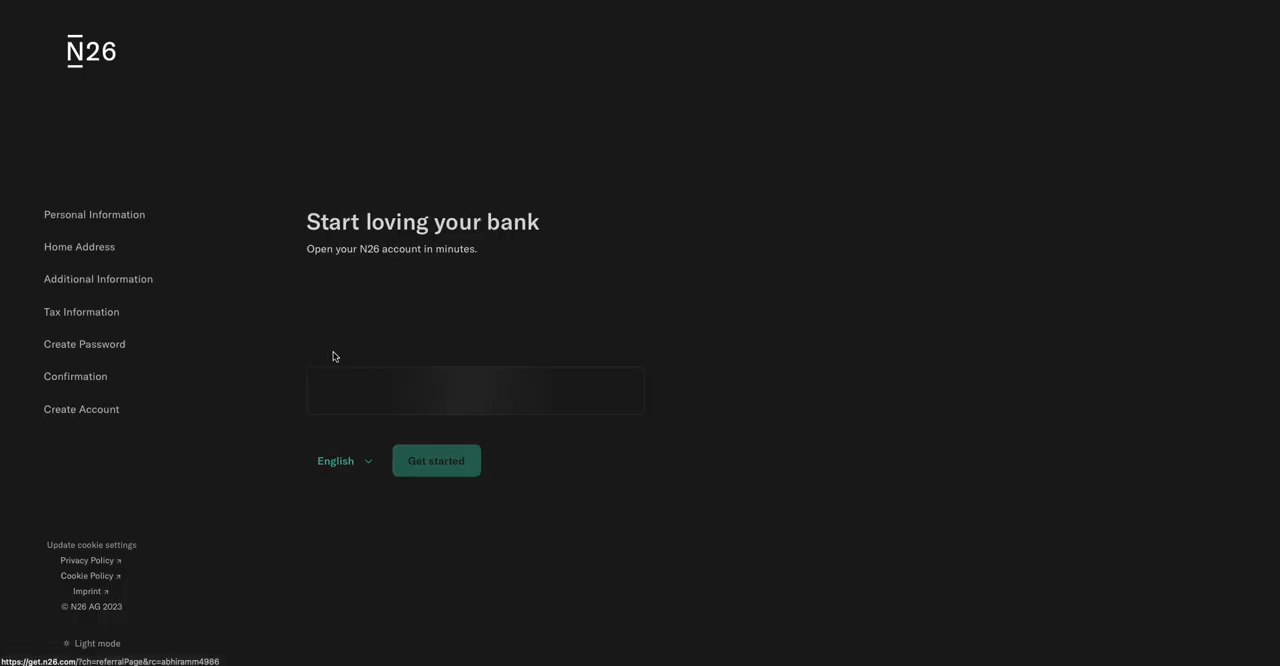 N26
Personal Information
Home Address
Additional Information
Tax Information
Create Password
Confirmation
Create Account
Start loving your bank
Open your N26 account in minutes.
English
Get started
Update cookie settings
Privacy Policy ↗
Cookie Policy ↗
Imprint ↗
© N26 AG 2023
Light mode
https://get.n26.com/?ch=referralPage&rc=abhiramm4986